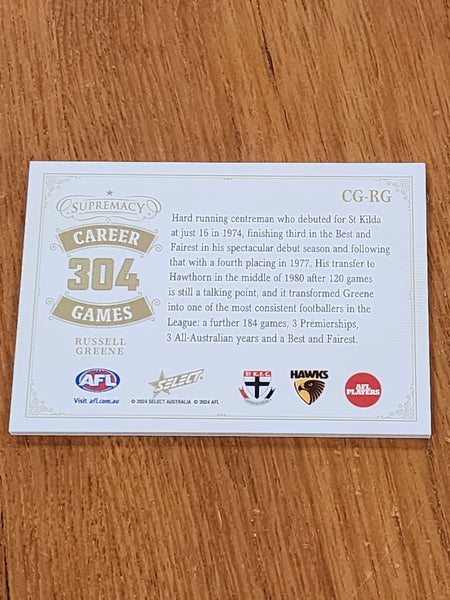 CG-RG
SUPREMACY
CAREER
304
GAMES
RUSSELL
GREENE
Hard running centreman who debuted for St Kilda
at just 16 in 1974, finishing third in the Best and
Fairest in his spectacular debut season and following
that with a fourth placing in 1977. His transfer to
Hawthorn in the middle of 1980 after 120 games
is still a talking point, and it transformed Greene
into one of the most consistent footballers in the
League: a further 184 games, 3 Premierships,
3 All-Australian years and a Best and Fairest.
AFL
Visit afl.com.au
SELECT
© 2024 SELECT AUSTRALIA © 2024 AFL
ST K.F.C.
HAWKS
AFL
PLAYERS